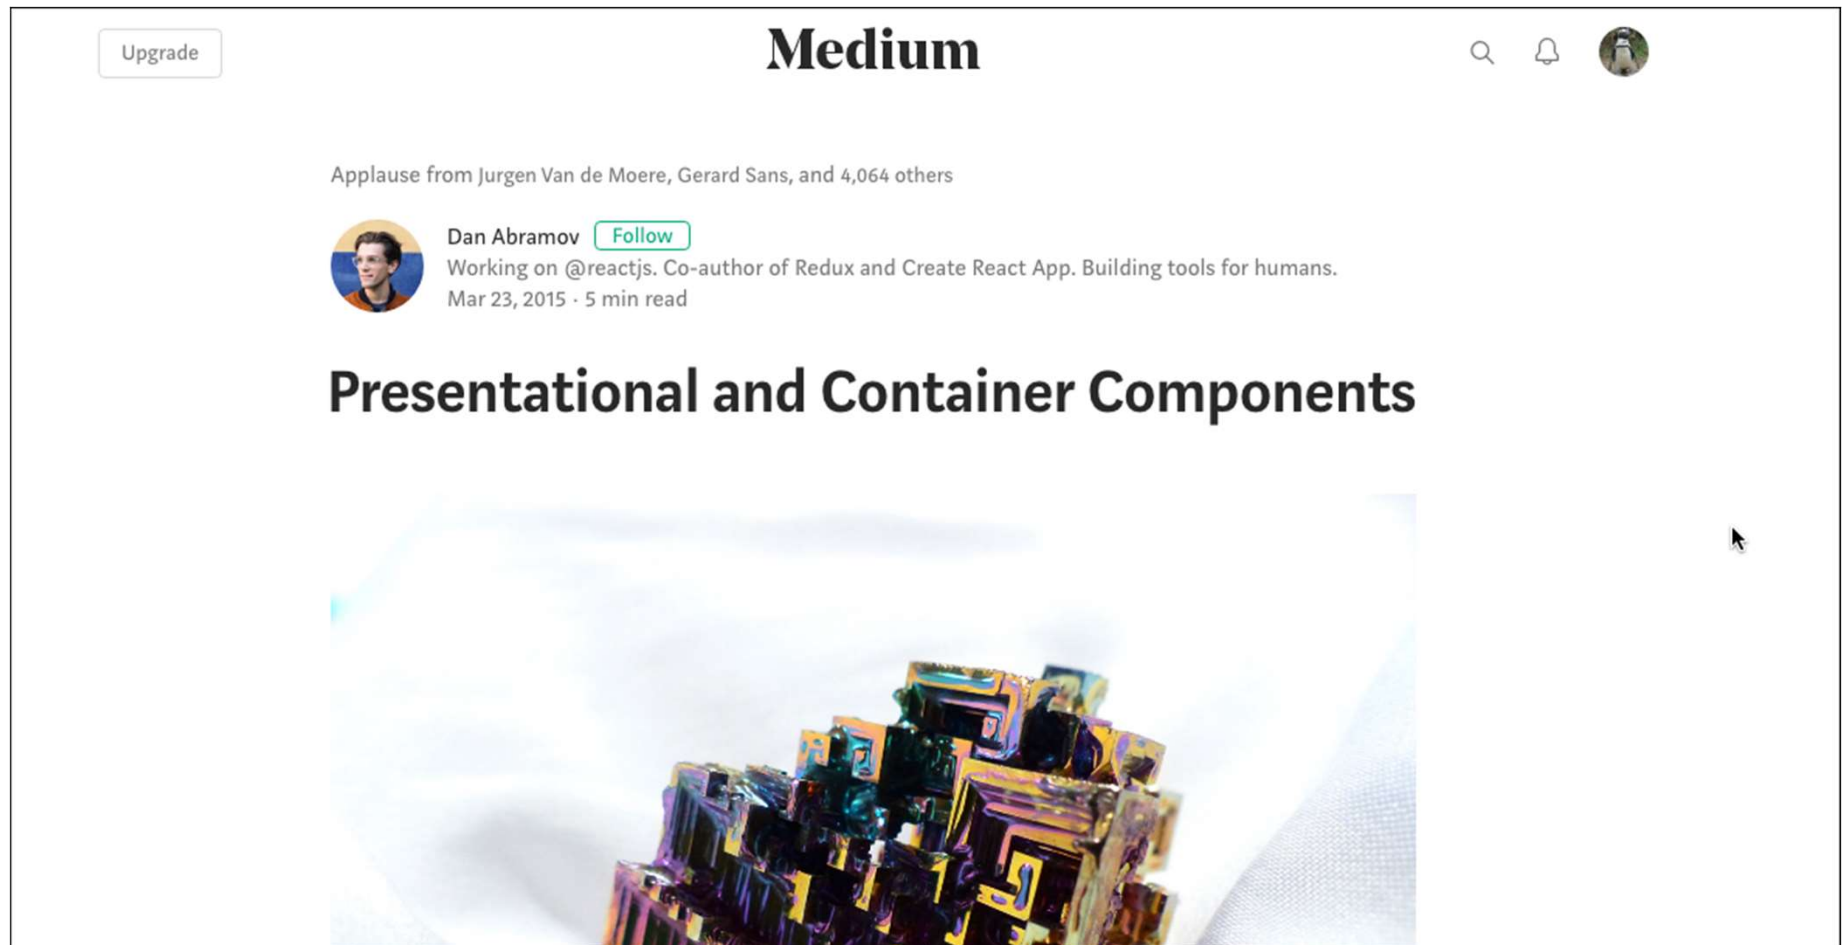 Upgrade
Medium
Applause from Jurgen Van de Moere, Gerard Sans, and 4,064 others
Dan Abramov Follow
Working on @reactjs. Co-author of Redux and Create React App. Building tools for humans.
Mar 23, 2015 · 5 min read
Presentational and Container Components